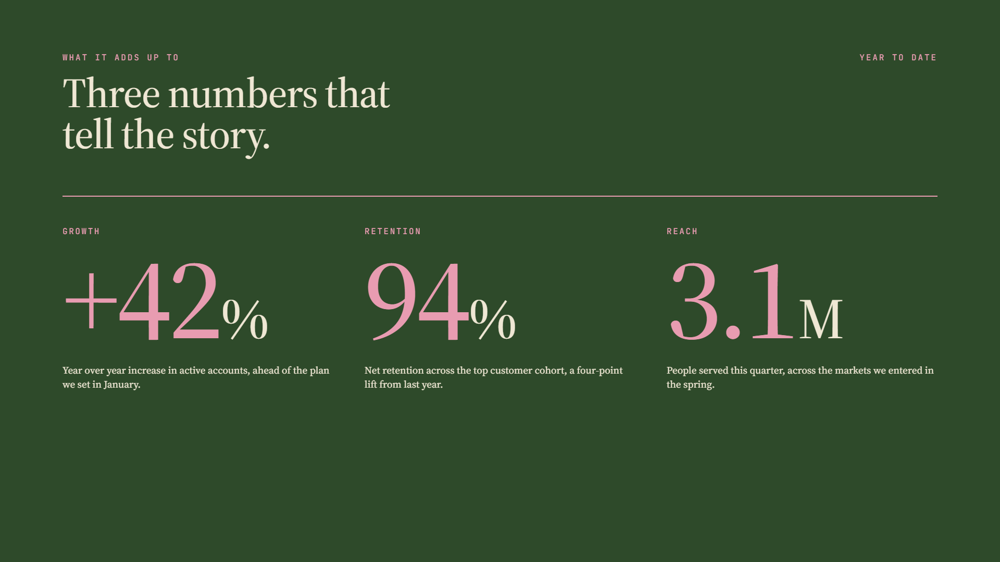 WHAT IT ADDS UP TO
YEAR TO DATE
Three numbers that
tell the story.
GROWTH
+42%
Year over year increase in active accounts, ahead of the plan
we set in January.
RETENTION
94%
Net retention across the top customer cohort, a four-point
lift from last year.
REACH
3.1M
People served this quarter, across the markets we entered in
the spring.